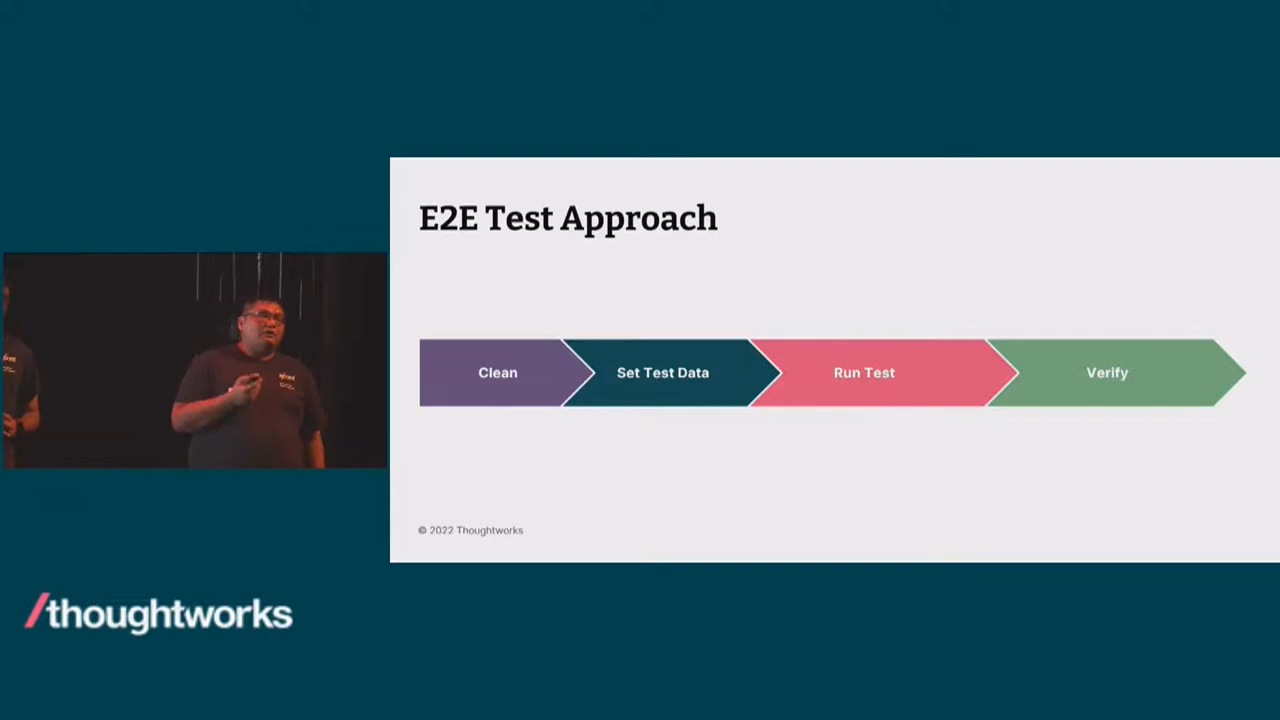 E2E Test Approach
Clean
Set Test Data
Run Test
Verify
© 2022 Thoughtworks
/thoughtworks